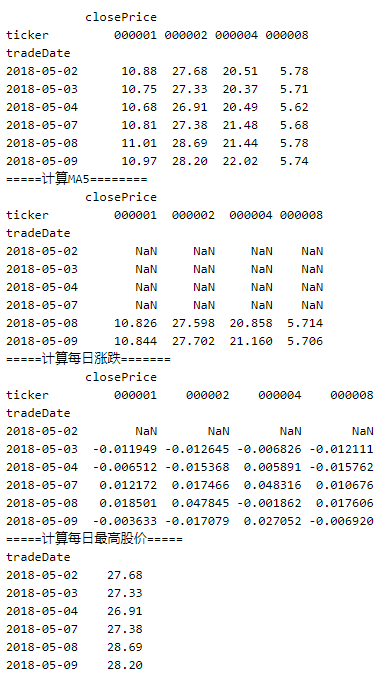 closePrice
ticker 000001 000002 000004 000008
tradeDate
2018-05-02 10.88 27.68 20.51 5.78
2018-05-03 10.75 27.33 20.37 5.71
2018-05-04 10.68 26.91 20.49 5.62
2018-05-07 10.81 27.38 21.48 5.68
2018-05-08 11.01 28.69 21.44 5.78
2018-05-09 10.97 28.20 22.02 5.74
=====计算MA5========
closePrice
ticker 000001 000002 000004 000008
tradeDate
2018-05-02 NaN NaN NaN NaN
2018-05-03 NaN NaN NaN NaN
2018-05-04 NaN NaN NaN NaN
2018-05-07 NaN NaN NaN NaN
2018-05-08 10.826 27.598 20.858 5.714
2018-05-09 10.844 27.702 21.160 5.706
=====计算每日涨跌=======
closePrice
ticker 000001 000002 000004 000008
tradeDate
2018-05-02 NaN NaN NaN NaN
2018-05-03 -0.011949 -0.012645 -0.006826 -0.012111
2018-05-04 -0.006512 -0.015368 0.005891 -0.015762
2018-05-07 0.012172 0.017466 0.048316 0.010676
2018-05-08 0.018501 0.047845 -0.001862 0.017606
2018-05-09 -0.003633 -0.017079 0.027052 -0.006920
=====计算每日最高股价=====
tradeDate
2018-05-02 27.68
2018-05-03 27.33
2018-05-04 26.91
2018-05-07 27.38
2018-05-08 28.69
2018-05-09 28.20